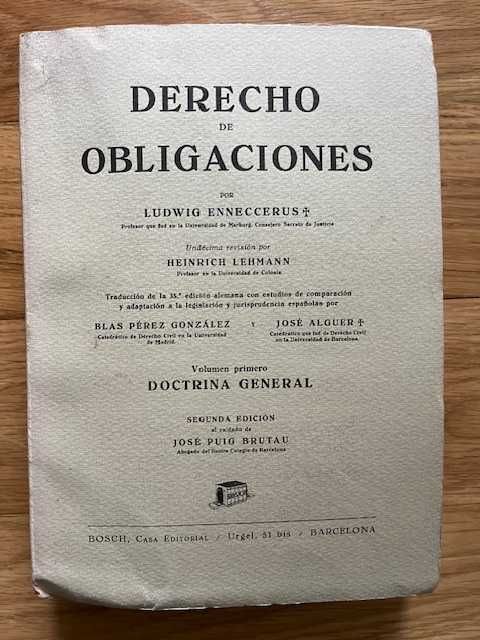 DERECHO
DE
OBLIGACIONES
POR
LUDWIG ENNECCERUS ✝
Profesor que fué en la Universidad de Marburg, Consejero Secreto de Justicia
Undécima revisión por
HEINRICH LEHMANN
Profesor en la Universidad de Colonia
Traducción de la 35.ª edición alemana con estudios de comparación
y adaptación a la legislación y jurisprudencia españolas por
BLAS PÉREZ GONZÁLEZ Y JOSÉ ALGUER ✝
Catedrático de Derecho Civil en la Universidad Catedrático que fué de Derecho Civil
de Madrid. en la Universidad de Barcelona.
Volumen primero
DOCTRINA GENERAL
SEGUNDA EDICIÓN
al cuidado de
JOSÉ PUIG BRUTAU
Abogado del Ilustre Colegio de Barcelona
BOSCH
BOSCH, CASA EDITORIAL / Urgel, 51 bis / BARCELONA